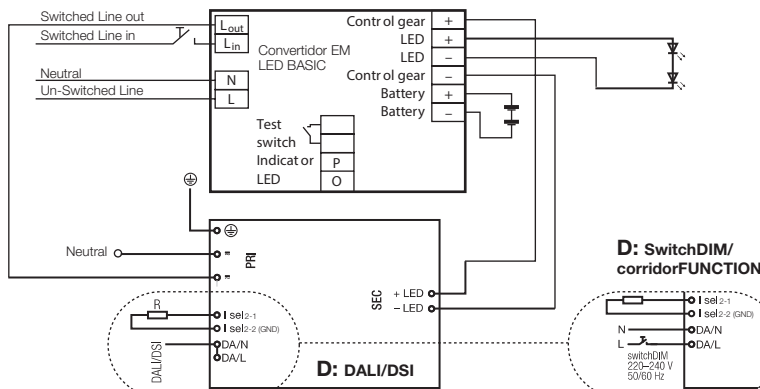 Switched Line out
Switched Line in
Neutral
Un-Switched Line
Lout
Lin
N
L
Convertidor EM
LED BASIC
Test
switch
Indicator
LED
P
O
Control gear +
LED +
LED –
Control gear –
Battery +
Battery –
Neutral
PRI
SEC
+ LED
– LED
R
I sel2-1
I sel2-2 (GND)
DA/N
DA/L
DALI/DSI
D: DALI/DSI
D: SwitchDIM/
corridorFUNCTION
I sel2-1
I sel2-2 (GND)
N DA/N
L DA/L
switchDIM
220–240 V
50/60 Hz